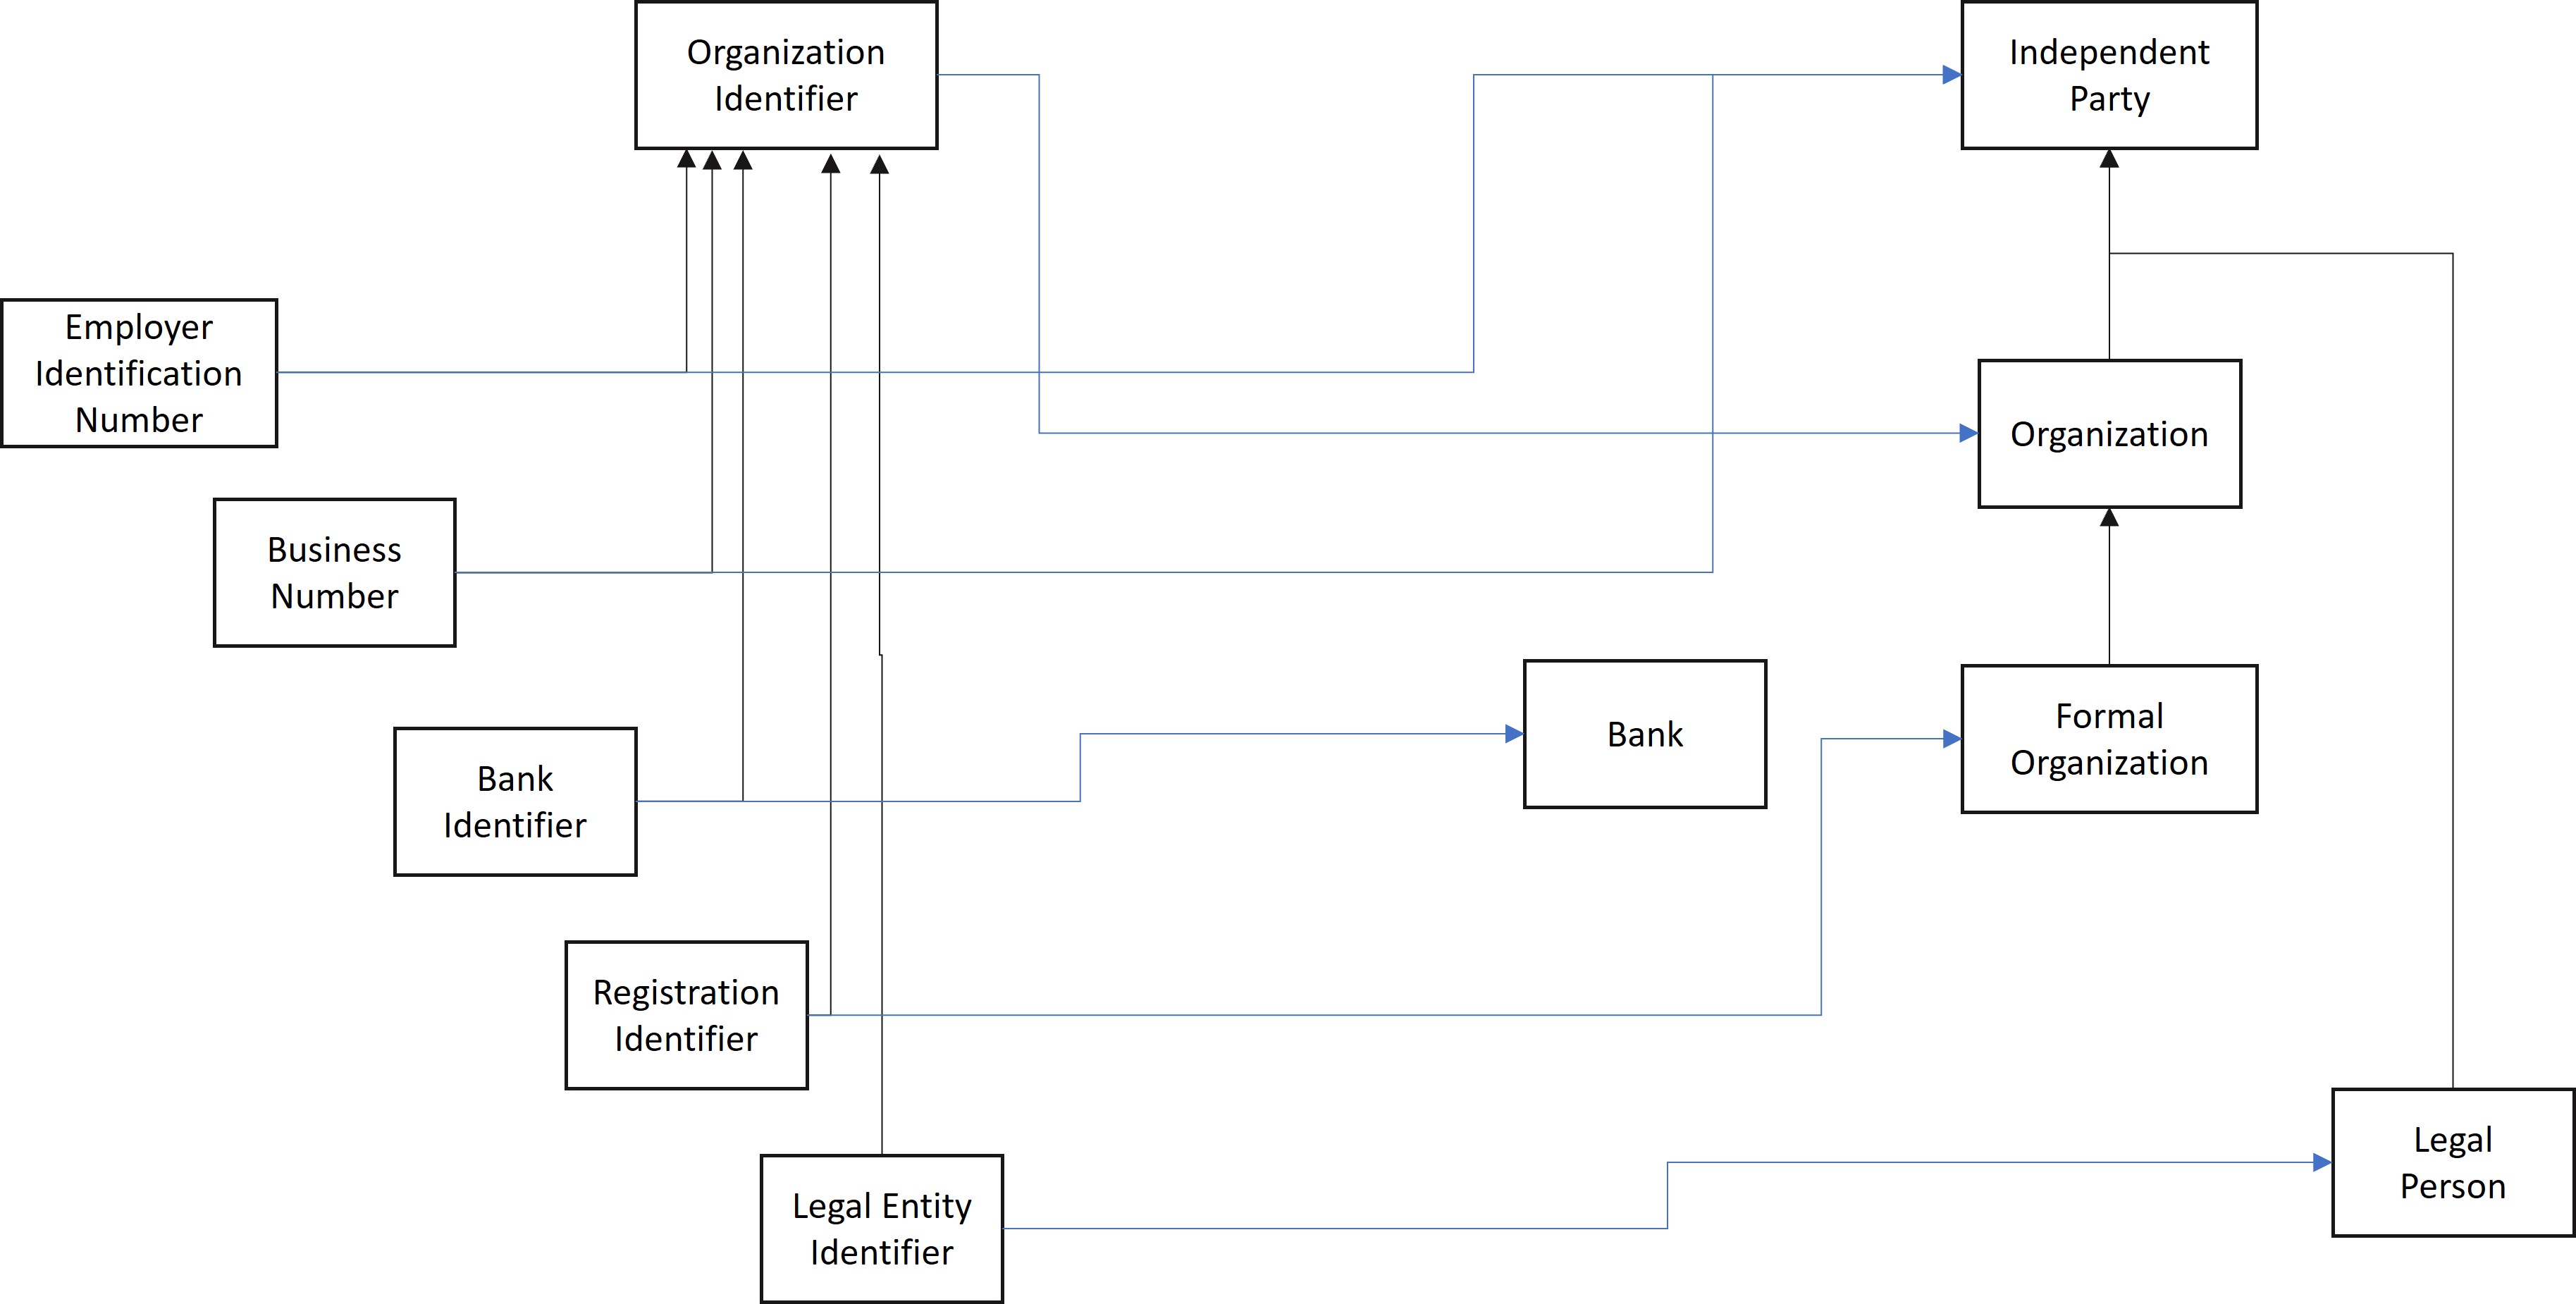 Organization
Identifier
Independent
Party
Employer
Identification
Number
Organization
Business
Number
Bank
Formal
Organization
Bank
Identifier
Registration
Identifier
Legal
Person
Legal Entity
Identifier